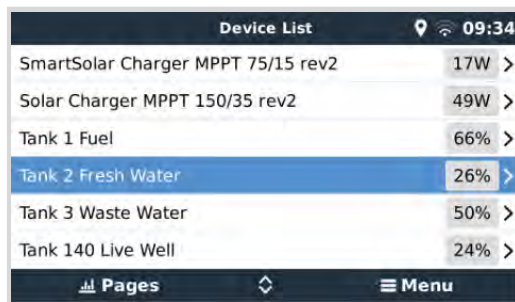 Device List 09:34
SmartSolar Charger MPPT 75/15 rev2 17W
Solar Charger MPPT 150/35 rev2 49W
Tank 1 Fuel 66%
Tank 2 Fresh Water 26%
Tank 3 Waste Water 50%
Tank 140 Live Well 24%
Pages Menu